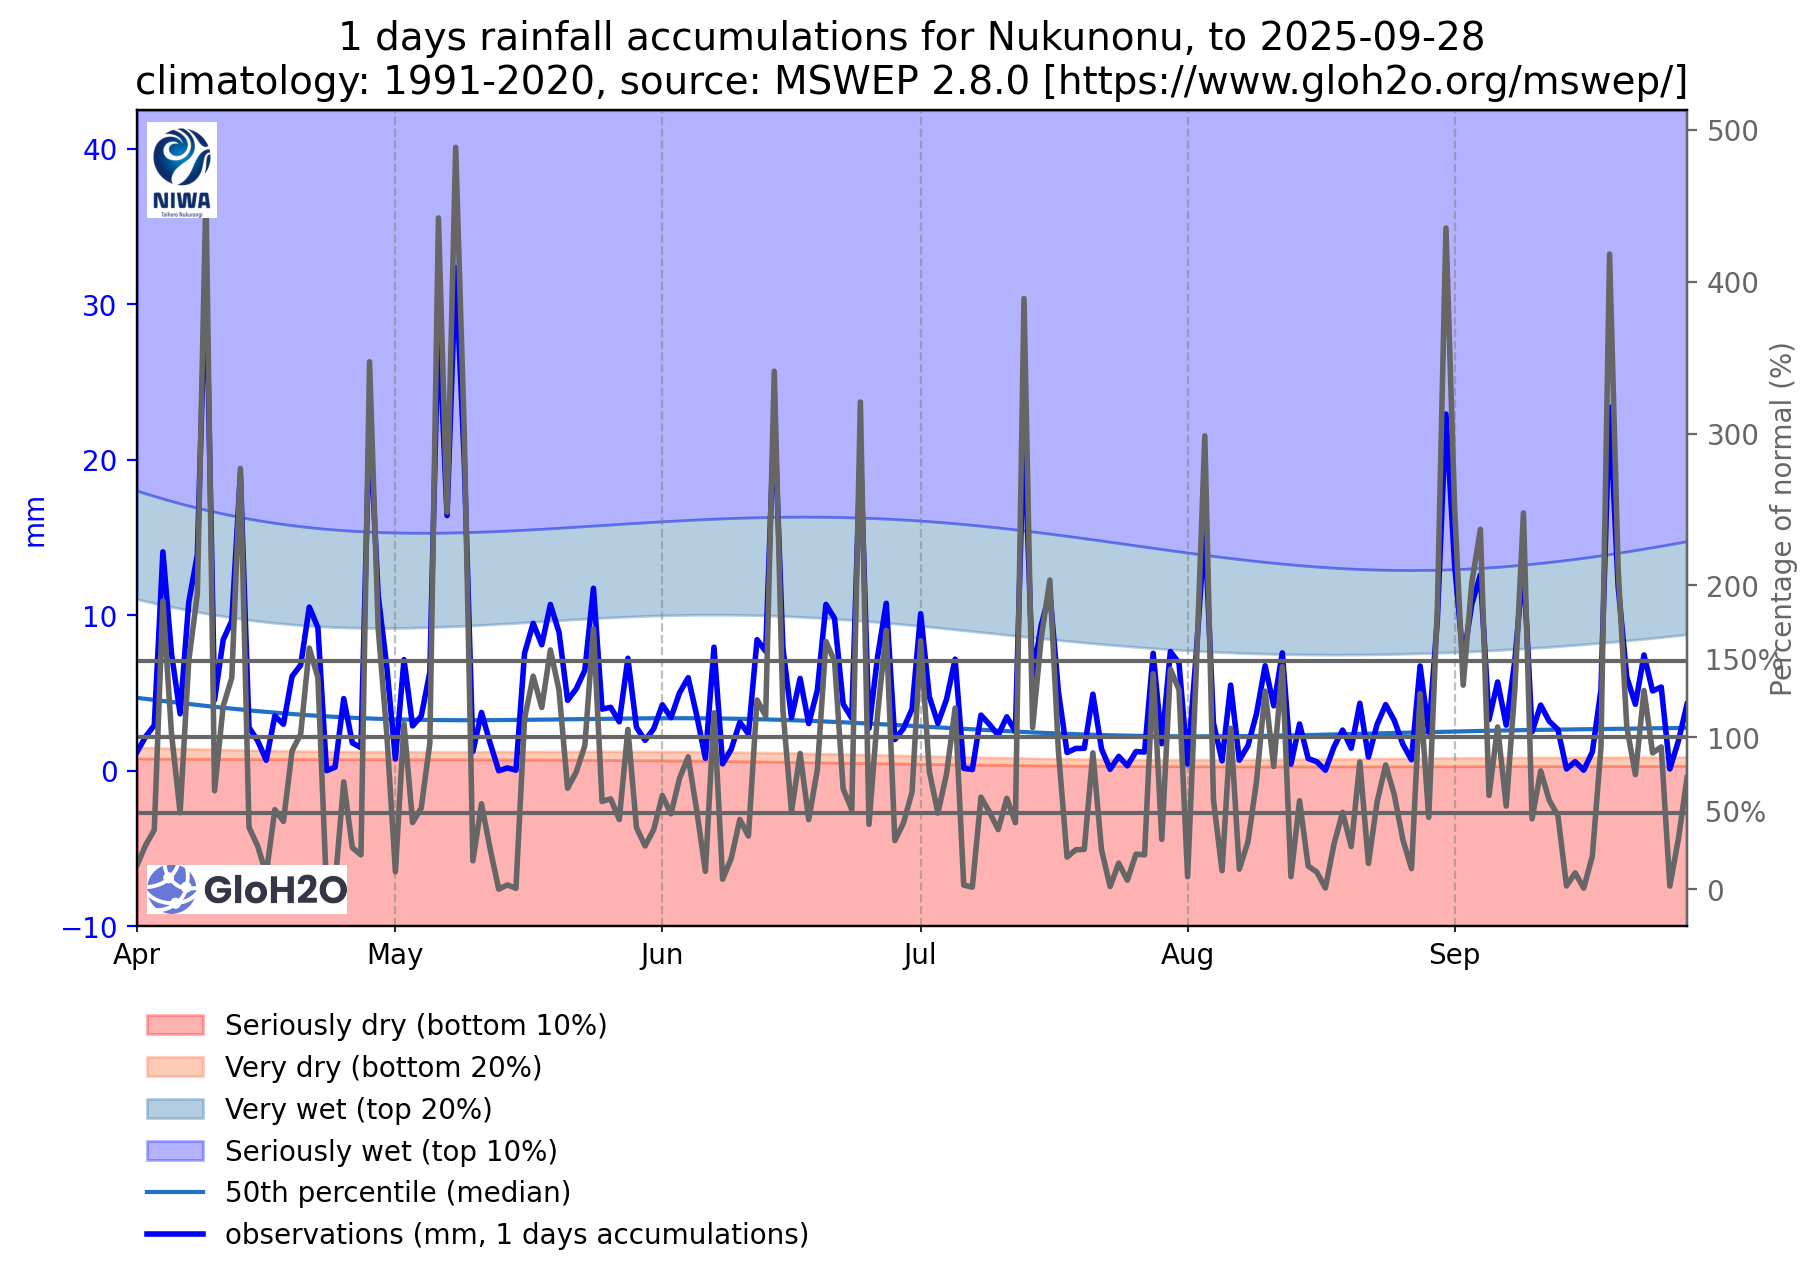 1 days rainfall accumulations for Nukunonu, to 2025-09-28
climatology: 1991-2020, source: MSWEP 2.8.0 [https://www.gloh2o.org/mswep/]
NIWA
Taihoro Nukurangi
mm
40
30
20
10
0
−10
500
400
300
200
150%
100
50%
0
Percentage of normal (%)
GloH2O
Apr May Jun Jul Aug Sep
Seriously dry (bottom 10%)
Very dry (bottom 20%)
Very wet (top 20%)
Seriously wet (top 10%)
50th percentile (median)
observations (mm, 1 days accumulations)